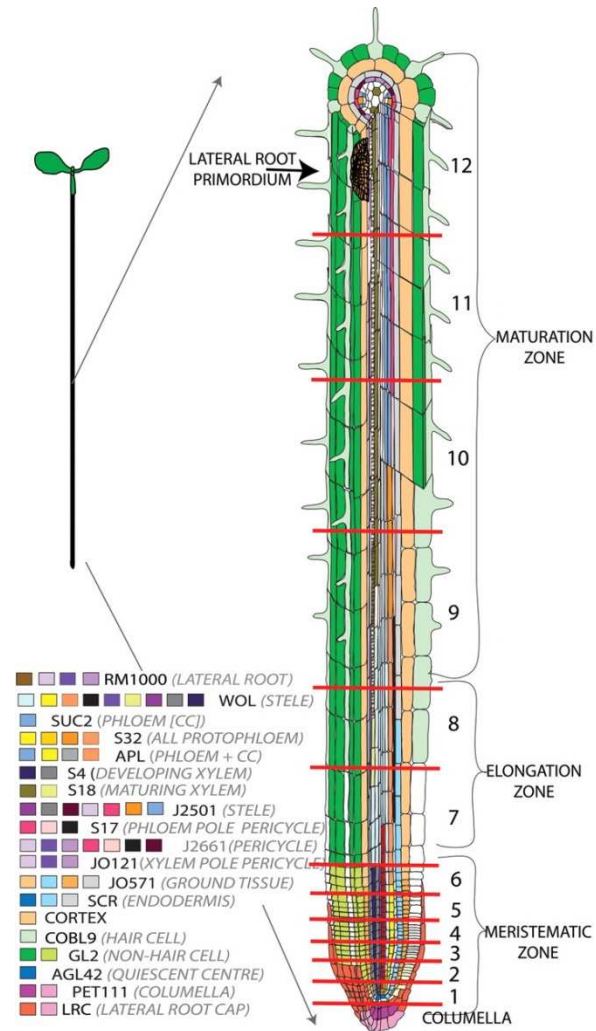 LATERAL ROOT
PRIMORDIUM
12
11
10
9
8
7
6
5
4
3
2
1
MATURATION
ZONE
ELONGATION
ZONE
MERISTEMATIC
ZONE
COLUMELLA
RM1000 (LATERAL ROOT)
WOL (STELE)
SUC2 (PHLOEM [CC])
S32 (ALL PROTOPHLOEM)
APL (PHLOEM + CC)
S4 (DEVELOPING XYLEM)
S18 (MATURING XYLEM)
J2501 (STELE)
S17 (PHLOEM POLE PERICYCLE)
J2661(PERICYCLE)
JO121(XYLEM POLE PERICYCLE)
JO571 (GROUND TISSUE)
SCR (ENDODERMIS)
CORTEX
COBL9 (HAIR CELL)
GL2 (NON-HAIR CELL)
AGL42 (QUIESCENT CENTRE)
PET111 (COLUMELLA)
LRC (LATERAL ROOT CAP)